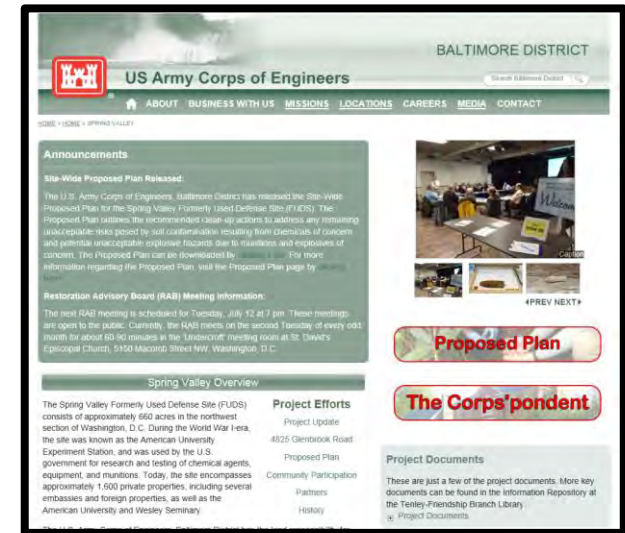 BALTIMORE DISTRICT
US Army Corps of Engineers
Search Baltimore District
ABOUT BUSINESS WITH US MISSIONS LOCATIONS CAREERS MEDIA CONTACT
HOME > HOME > SPRING VALLEY
Announcements
Site-Wide Proposed Plan Released:
The U.S. Army Corps of Engineers, Baltimore District has released the Site-Wide
Proposed Plan for the Spring Valley Formerly Used Defense Site (FUDS). The
Proposed Plan outlines the recommended clean-up actions to address any remaining
unacceptable risks posed by soil contamination resulting from chemicals of concern
and potential unacceptable explosive hazards due to munitions and explosives of
concern. The Proposed Plan can be downloaded by For more
information regarding the Proposed Plan, visit the Proposed Plan page by
Restoration Advisory Board (RAB) Meeting Information:
The next RAB meeting is scheduled for Tuesday, July 12 at 7 pm. These meetings
are open to the public. Currently, the RAB meets on the second Tuesday of every odd
month for about 60-90 minutes in the 'Undercroft' meeting room at St. David's
Episcopal Church, 5150 Macomb Street NW, Washington, D.C.
Welcome
Caption
PREV NEXT
Proposed Plan
The Corps'pondent
Spring Valley Overview
The Spring Valley Formerly Used Defense Site (FUDS)
consists of approximately 660 acres in the northwest
section of Washington, D.C. During the World War I-era,
the site was known as the American University
Experiment Station, and was used by the U.S.
government for research and testing of chemical agents,
equipment, and munitions. Today, the site encompasses
approximately 1,600 private properties, including several
embassies and foreign properties, as well as the
American University and Wesley Seminary.
Project Efforts
Project Update
4825 Glenbrook Road
Proposed Plan
Community Participation
Partners
History
Project Documents
These are just a few of the project documents. More key
documents can be found in the Information Repository at
the Tenley-Friendship Branch Library.
Project Documents